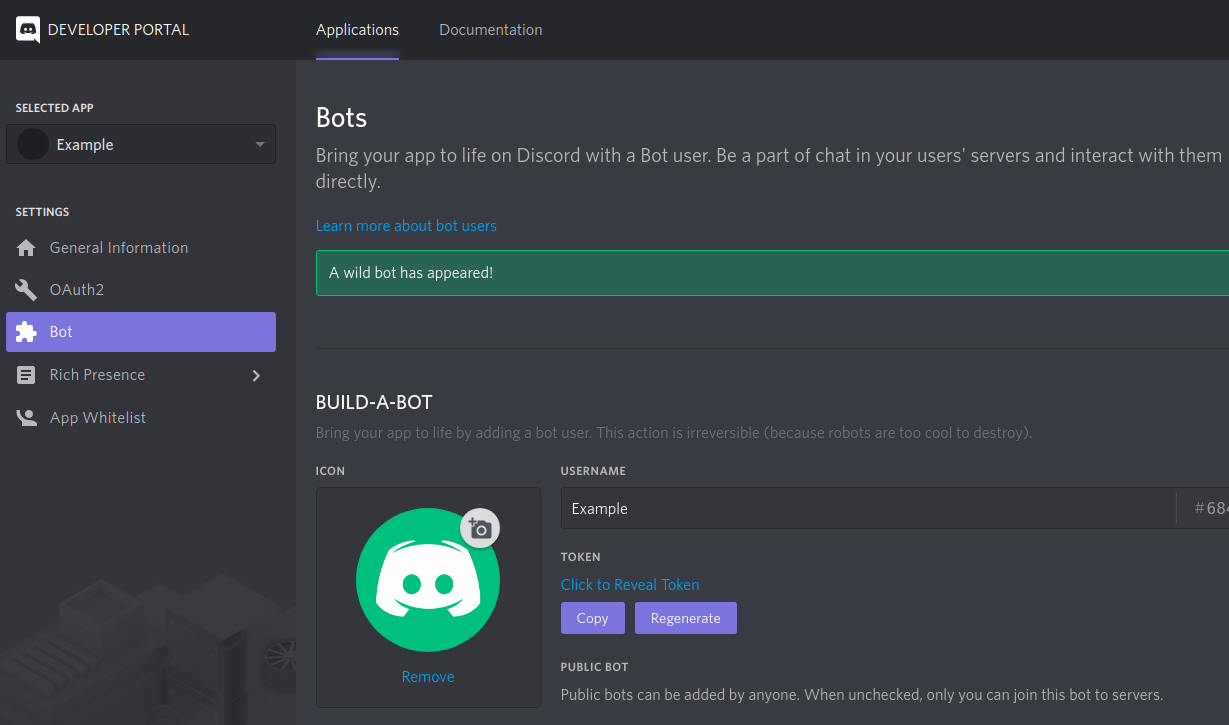 DEVELOPER PORTAL
Applications
Documentation
SELECTED APP
Example
SETTINGS
General Information
OAuth2
Bot
Rich Presence
App Whitelist
Bots
Bring your app to life on Discord with a Bot user. Be a part of chat in your users' servers and interact with them
directly.
Learn more about bot users
A wild bot has appeared!
BUILD-A-BOT
Bring your app to life by adding a bot user. This action is irreversible (because robots are too cool to destroy).
ICON
Remove
USERNAME
Example
TOKEN
Click to Reveal Token
Copy
Regenerate
PUBLIC BOT
Public bots can be added by anyone. When unchecked, only you can join this bot to servers.